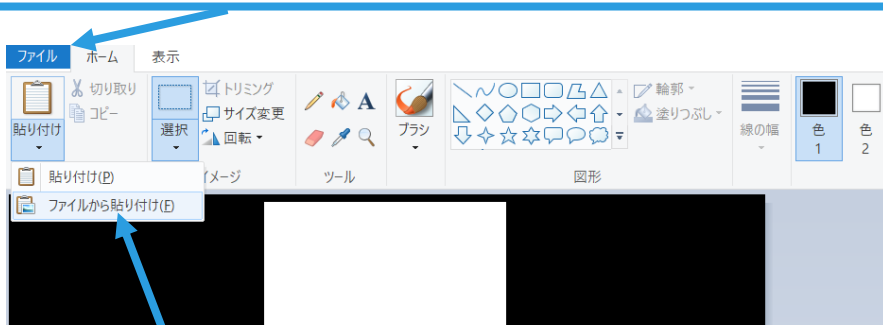 ファイル ホーム 表示
切り取り トリミング 輪郭
コピー サイズ変更 塗りつぶし
貼り付け 選択 回転 A ブラシ 線の幅 色 色
1 2
貼り付け(P) イメージ ツール 図形
ファイルから貼り付け(F)